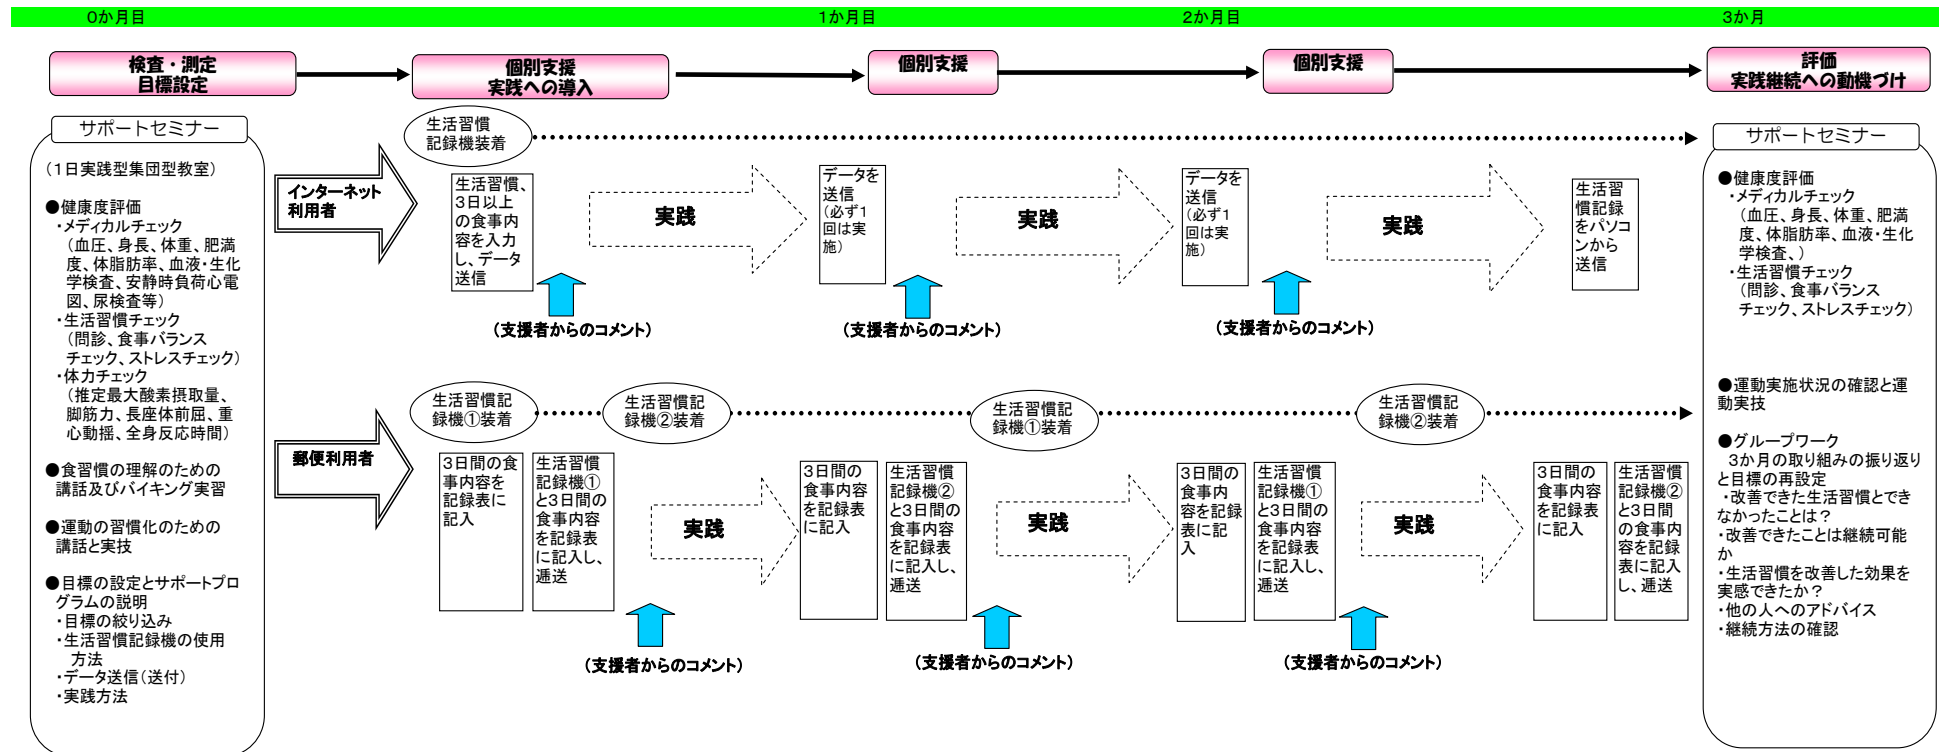 0か月目
1か月目
2か月目
3か月
検査・測定
目標設定
個別支援
実践への導入
個別支援
個別支援
評価
実践継続への動機づけ
サポートセミナー
(1日実践型集団型教室)
●健康度評価
・メディカルチェック
(血圧、身長、体重、肥満
度、体脂肪率、血液・生化
学検査、安静時負荷心電
図、尿検査等)
・生活習慣チェック
(問診、食事バランス
チェック、ストレスチェック)
・体力チェック
(推定最大酸素摂取量、
脚筋力、長座体前屈、重
心動揺、全身反応時間)
●食習慣の理解のための
講話及びバイキング実習
●運動の習慣化のための
講話と実技
●目標の設定とサポートプロ
グラムの説明
・目標の絞り込み
・生活習慣記録機の使用
方法
・データ送信(送付)
・実践方法
インターネット
利用者
生活習慣
記録機装着
生活習慣、
3日以上
の食事内
容を入力
し、データ
送信
実践
(支援者からのコメント)
データを
送信
(必ず1
回は実
施)
実践
(支援者からのコメント)
データを
送信
(必ず1
回は実
施)
実践
(支援者からのコメント)
生活習
慣記録
をパソコ
ンから
送信
郵便利用者
生活習慣記
録機①装着
生活習慣記
録機②装着
生活習慣記
録機①装着
生活習慣記
録機②装着
3日間の食
事内容を
記録表に
記入
生活習慣
記録機①
と3日間の
食事内容
を記録表
に記入し、
逓送
実践
(支援者からのコメント)
3日間の
食事内容
を記録表
に記入
生活習慣
記録機②
と3日間の
食事内容
を記録表
に記入し、
逓送
実践
(支援者からのコメント)
3日間の
食事内
容を記録
表に記
入
生活習慣
記録機①
と3日間の
食事内容
を記録表
に記入し、
逓送
実践
(支援者からのコメント)
3日間の
食事内容
を記録表
に記入
生活習慣
記録機②
と3日間
の食事内
容を記録
表に記入
し、逓送
サポートセミナー
●健康度評価
・メディカルチェック
(血圧、身長、体重、肥満
度、体脂肪率、血液・生化
学検査、)
・生活習慣チェック
(問診、食事バランス
チェック、ストレスチェック)
●運動実施状況の確認と運
動実技
●グループワーク
3か月の取り組みの振り返り
と目標の再設定
・改善できた生活習慣とでき
なかったことは?
・改善できたことは継続可能
か
・生活習慣を改善した効果を
実感できたか?
・他の人へのアドバイス
・継続方法の確認